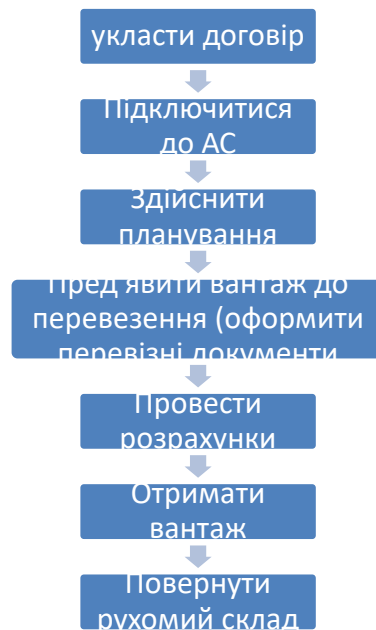 укласти договір
Підключитися
до АС
Здійснити
планування
Пред явити вантаж до
перевезення (оформити
перевізні документи
Провести
розрахунки
Отримати
вантаж
Повернути
рухомий склад